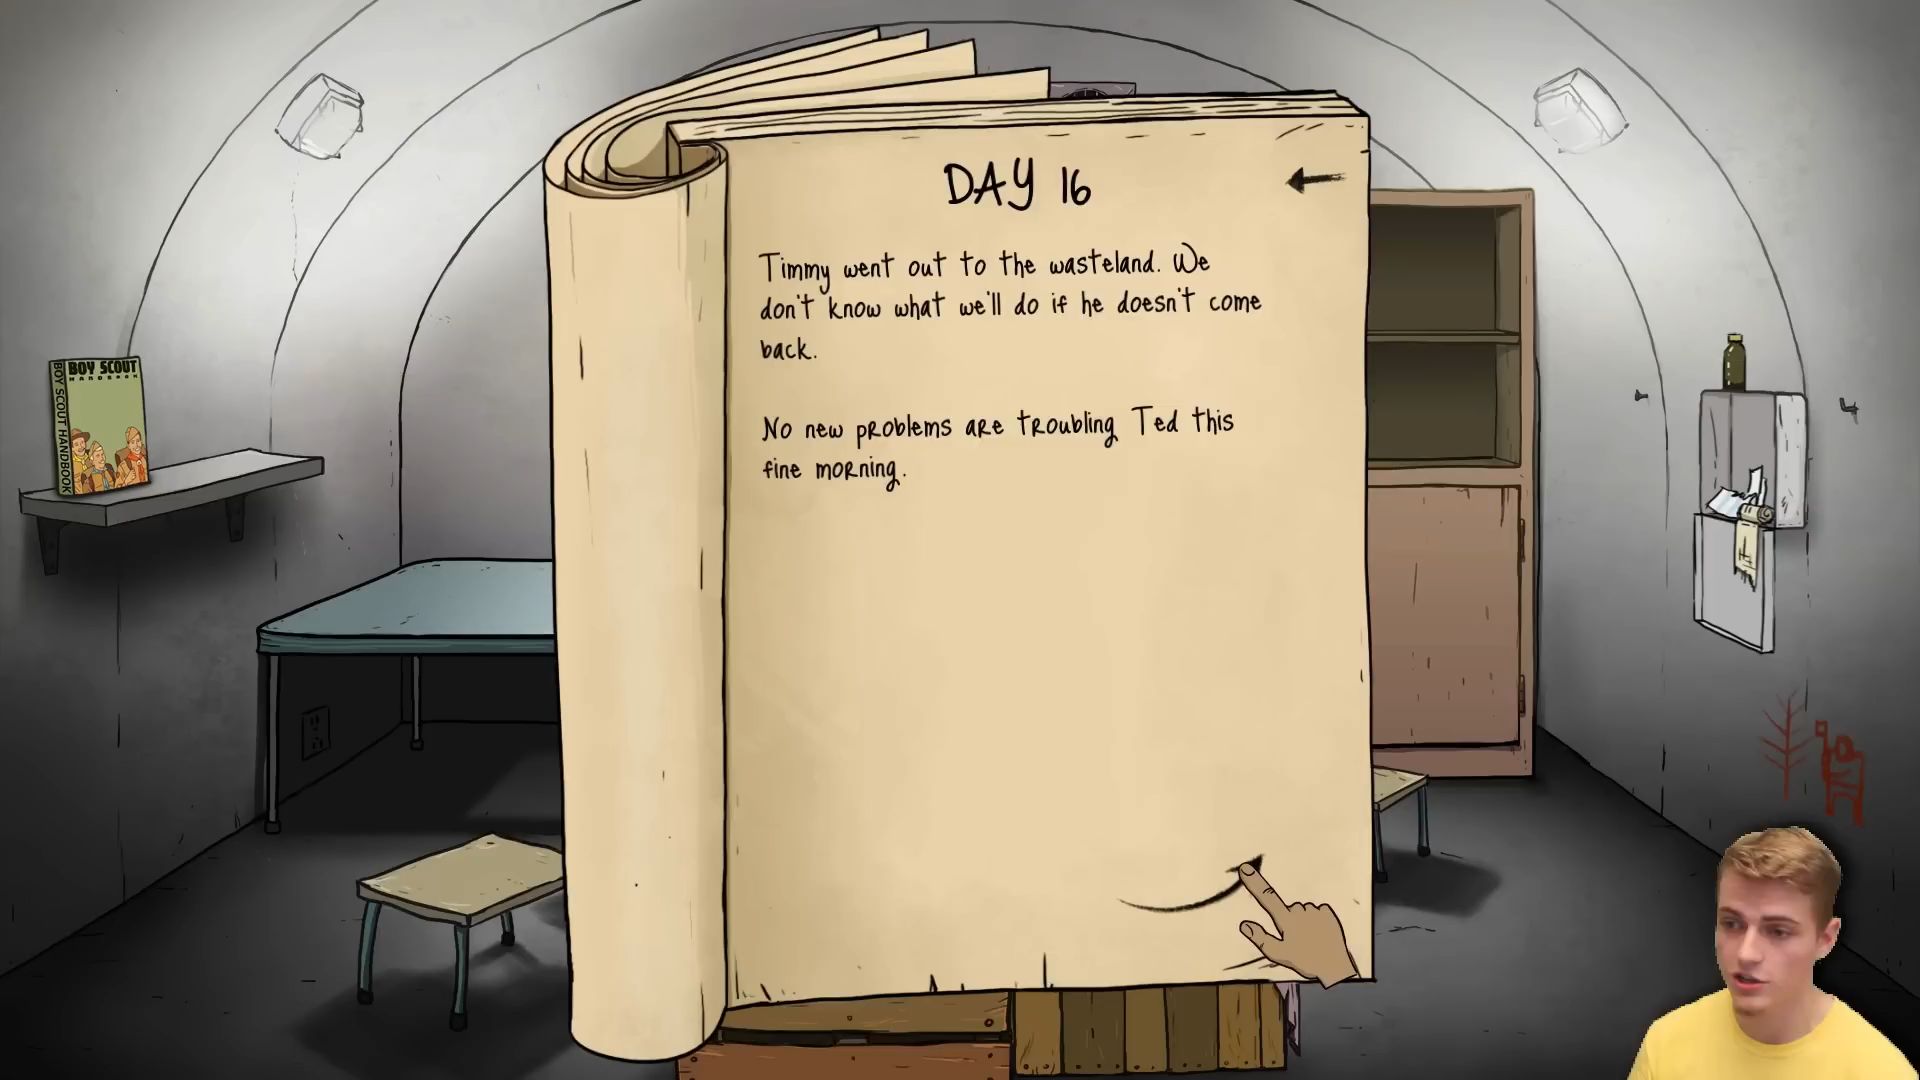 DAY 16
Timmy went out to the wasteland. We
don't know what we'll do if he doesn't come
back.
No new problems are troubling Ted this
fine morning.
BOY SCOUT
HANDBOOK
BOY SCOUT HANDBOOK